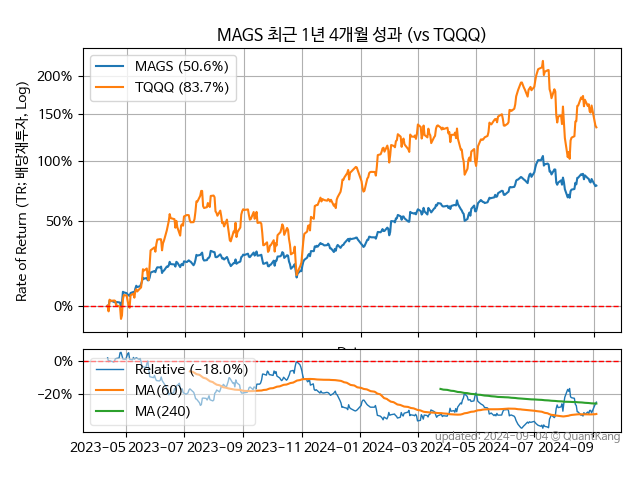 MAGS 최근 1년 4개월 성과 (vs TQQQ)
Rate of Return (TR: 배당재투자, Log)
MAGS (50.6%)
TQQQ (83.7%)
200%
150%
100%
50%
0%
0%
−20%
Relative (−18.0%)
MA(60)
MA(240)
2023−05 2023−07 2023−09 2023−11 2024−01 2024−03 2024−05 2024−07 2024−09
updated: 2024−09−04 © QuantKang